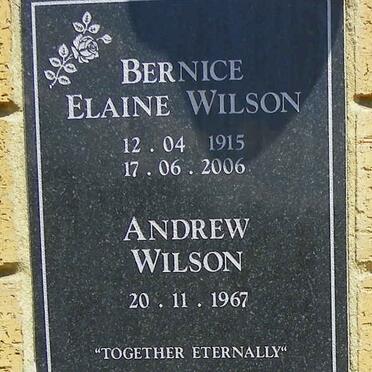 BERNICE
ELAINE WILSON
12 . 04 1915
17 . 06 . 2006
ANDREW
WILSON
20 . 11 . 1967
"TOGETHER ETERNALLY"